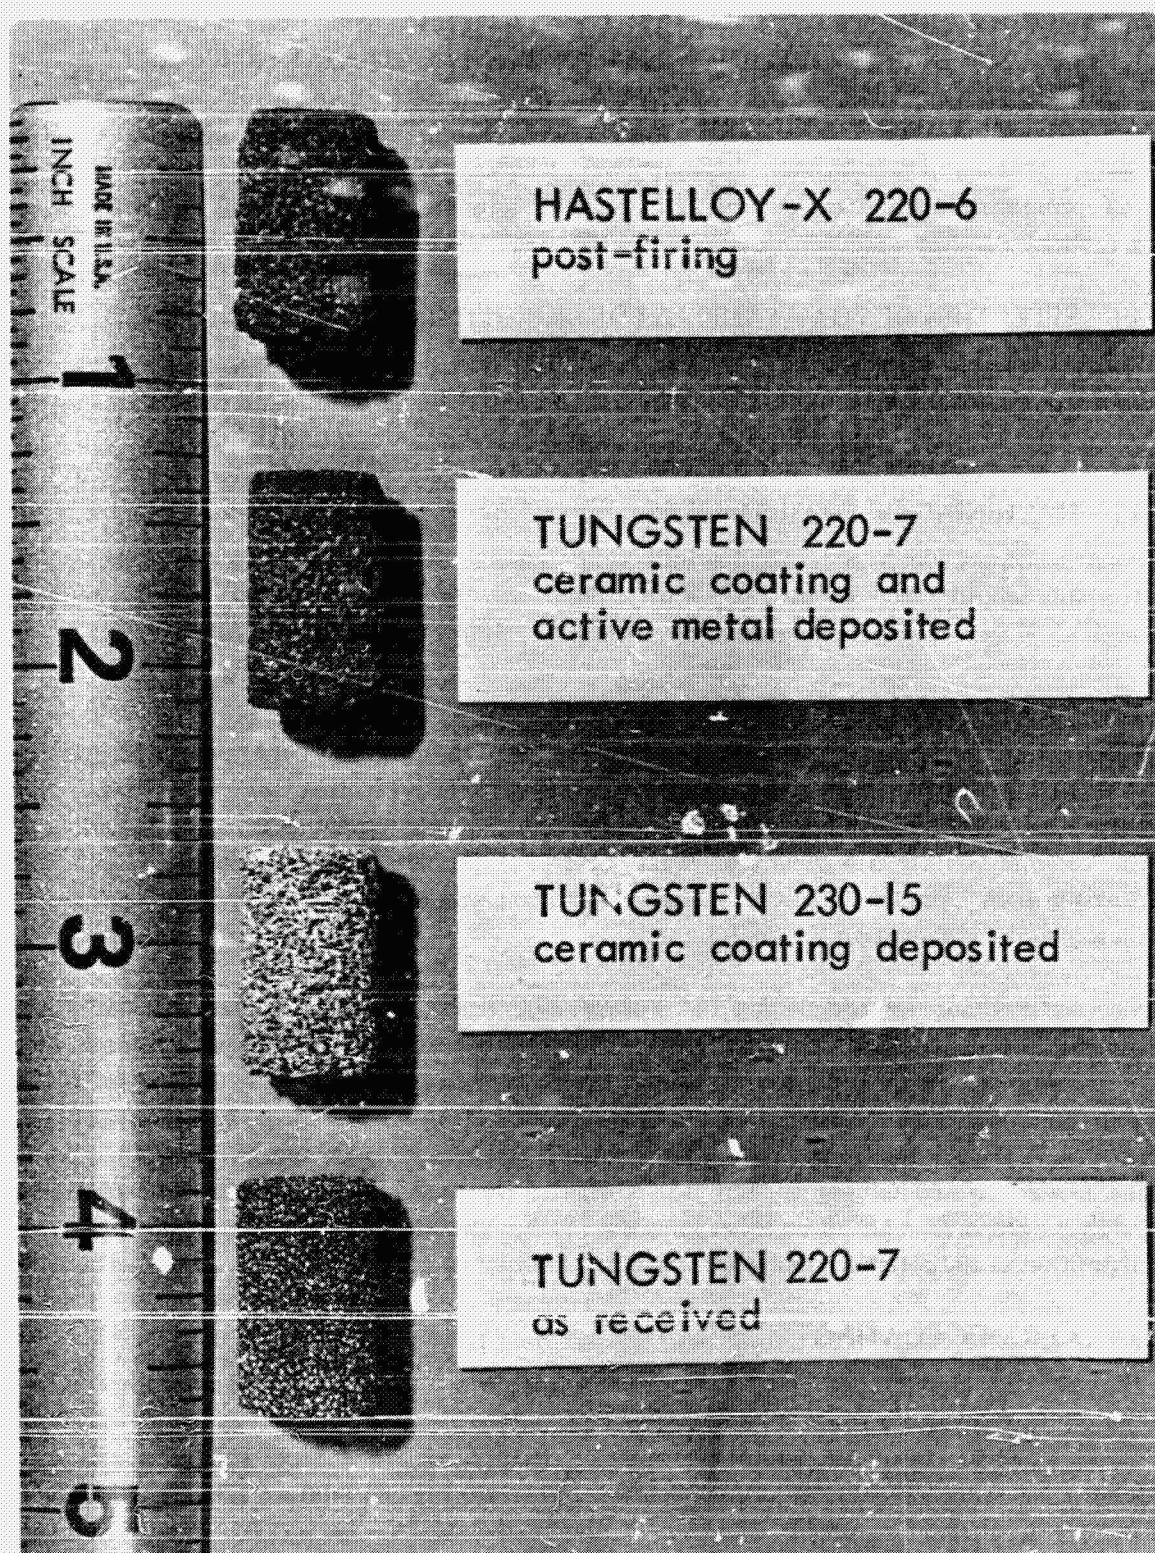 MADE IN U.S.A.
INCH SCALE
1
2
3
4
5
HASTELLOY-X 220-6
post-firing
TUNGSTEN 220-7
ceramic coating and
active metal deposited
TUNGSTEN 230-15
ceramic coating deposited
TUNGSTEN 220-7
as received